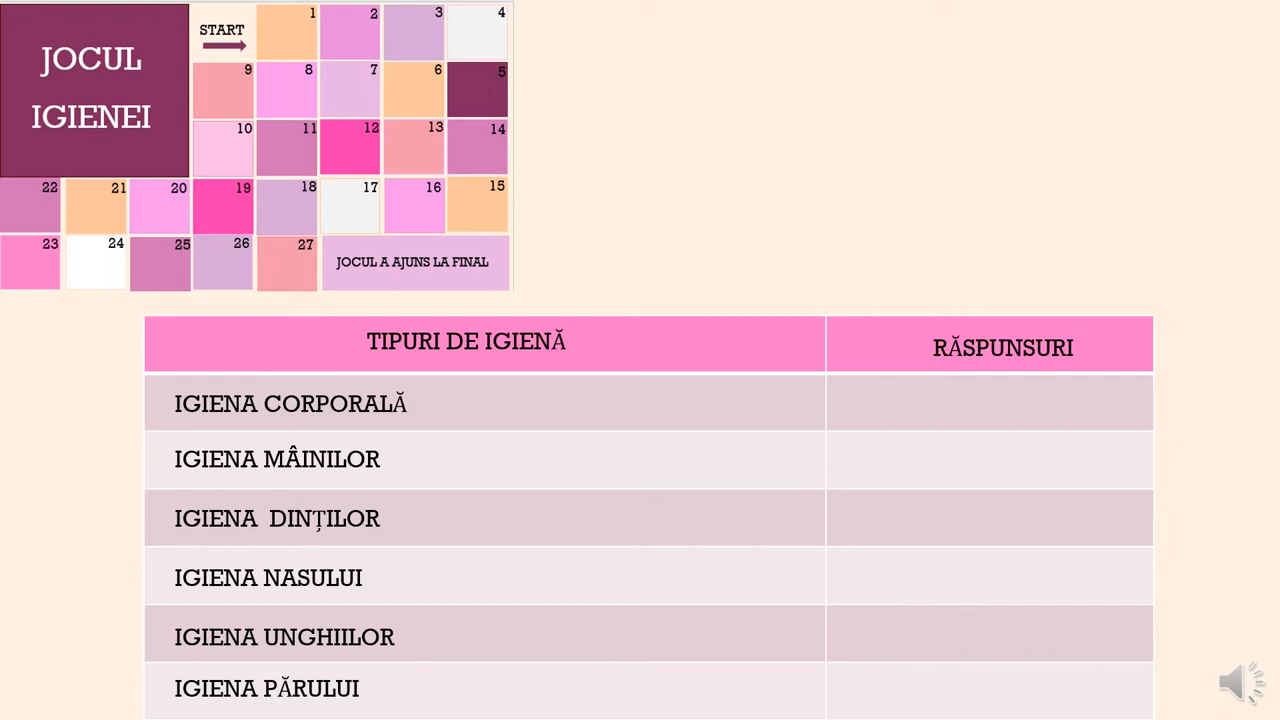 JOCUL
IGIENEI
START
1 2 3 4
9 8 7 6 5
10 11 12 13 14
22 21 20 19 18 17 16 15
23 24 25 26 27 JOCUL A AJUNS LA FINAL
TIPURI DE IGIENĂ RĂSPUNSURI
IGIENA CORPORALĂ
IGIENA MÂINILOR
IGIENA DINȚILOR
IGIENA NASULUI
IGIENA UNGHIILOR
IGIENA PĂRULUI